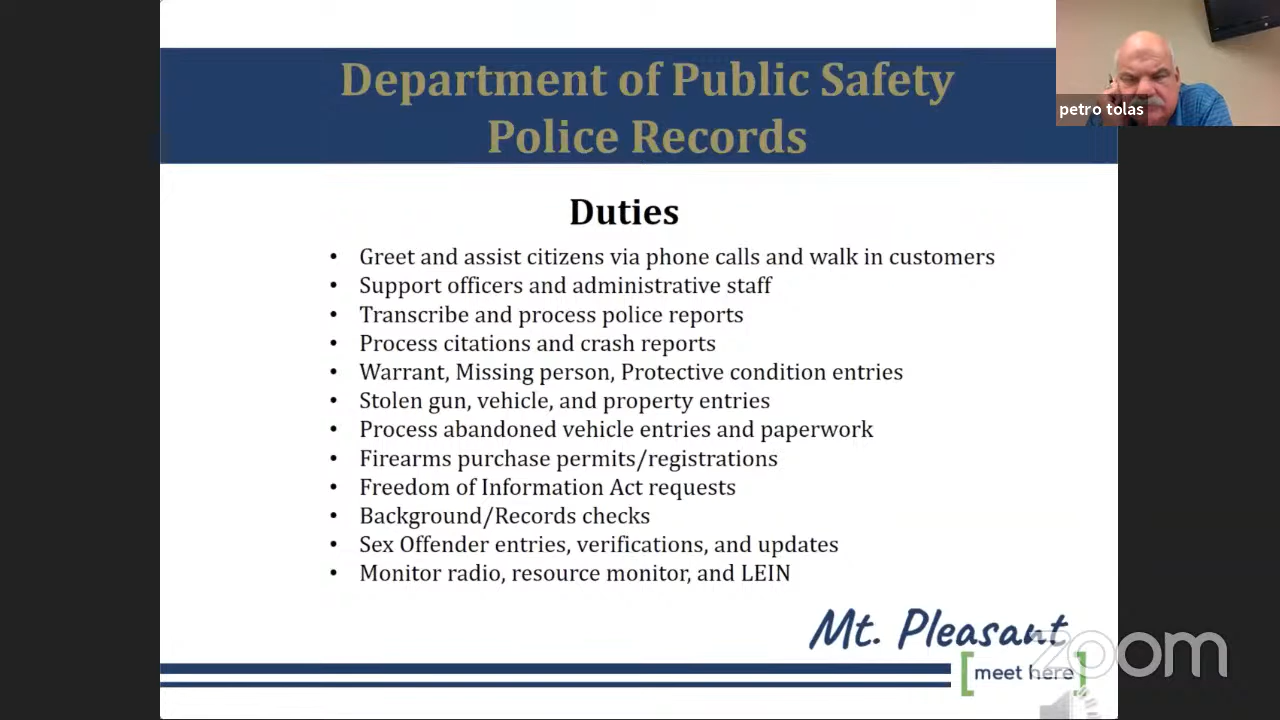 Department of Public Safety
Police Records
petro tolas
Duties
• Greet and assist citizens via phone calls and walk in customers
• Support officers and administrative staff
• Transcribe and process police reports
• Process citations and crash reports
• Warrant, Missing person, Protective condition entries
• Stolen gun, vehicle, and property entries
• Process abandoned vehicle entries and paperwork
• Firearms purchase permits/registrations
• Freedom of Information Act requests
• Background/Records checks
• Sex Offender entries, verifications, and updates
• Monitor radio, resource monitor, and LEIN
Mt. Pleasant
[meet here]
zoom